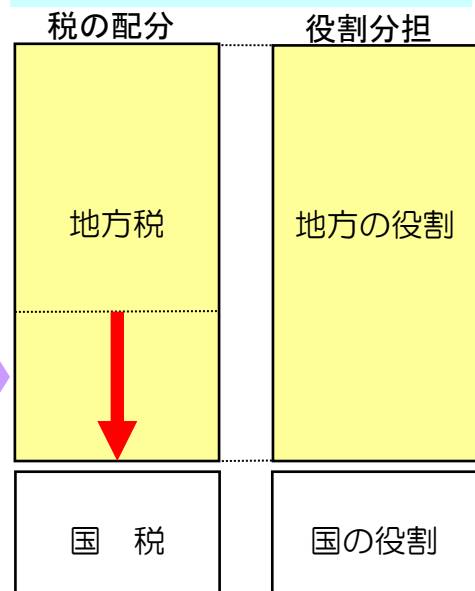 税の配分
役割分担
地方税
地方の役割
国　税
国の役割